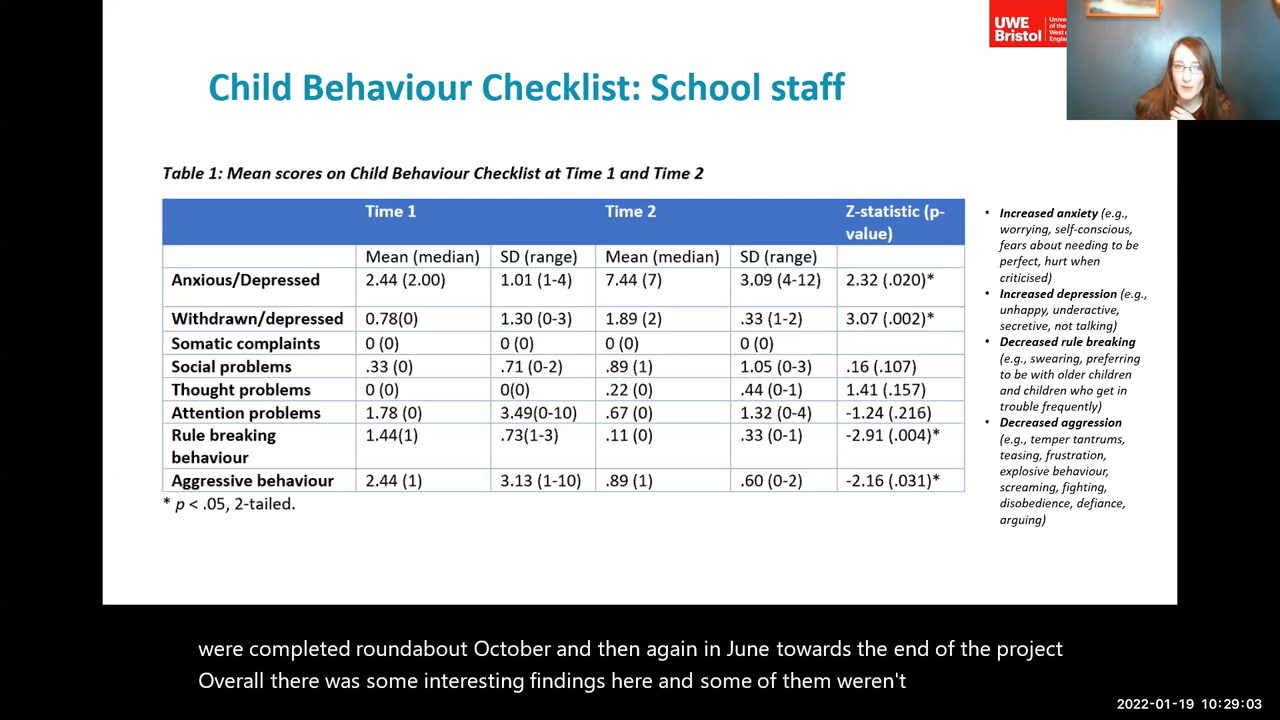 UWE
Bristol
Univer
of the
West o
Englan
Child Behaviour Checklist: School staff
Table 1: Mean scores on Child Behaviour Checklist at Time 1 and Time 2
Time 1 Time 2 Z-statistic (p-
value)
Mean (median) SD (range) Mean (median) SD (range)
Anxious/Depressed 2.44 (2.00) 1.01 (1-4) 7.44 (7) 3.09 (4-12) 2.32 (.020)*
Withdrawn/depressed 0.78(0) 1.30 (0-3) 1.89 (2) .33 (1-2) 3.07 (.002)*
Somatic complaints 0 (0) 0 (0) 0 (0) 0 (0)
Social problems .33 (0) .71 (0-2) .89 (1) 1.05 (0-3) .16 (.107)
Thought problems 0 (0) 0(0) .22 (0) .44 (0-1) 1.41 (.157)
Attention problems 1.78 (0) 3.49(0-10) .67 (0) 1.32 (0-4) -1.24 (.216)
Rule breaking 1.44(1) .73(1-3) .11 (0) .33 (0-1) -2.91 (.004)*
behaviour
Aggressive behaviour 2.44 (1) 3.13 (1-10) .89 (1) .60 (0-2) -2.16 (.031)*
* p < .05, 2-tailed.
• Increased anxiety (e.g.,
worrying, self-conscious,
fears about needing to be
perfect, hurt when
criticised)
• Increased depression (e.g.,
unhappy, underactive,
secretive, not talking)
• Decreased rule breaking
(e.g., swearing, preferring
to be with older children
and children who get in
trouble frequently)
• Decreased aggression
(e.g., temper tantrums,
teasing, frustration,
explosive behaviour,
screaming, fighting,
disobedience, defiance,
arguing)
were completed roundabout October and then again in June towards the end of the project
Overall there was some interesting findings here and some of them weren't
2022-01-19 10:29:03